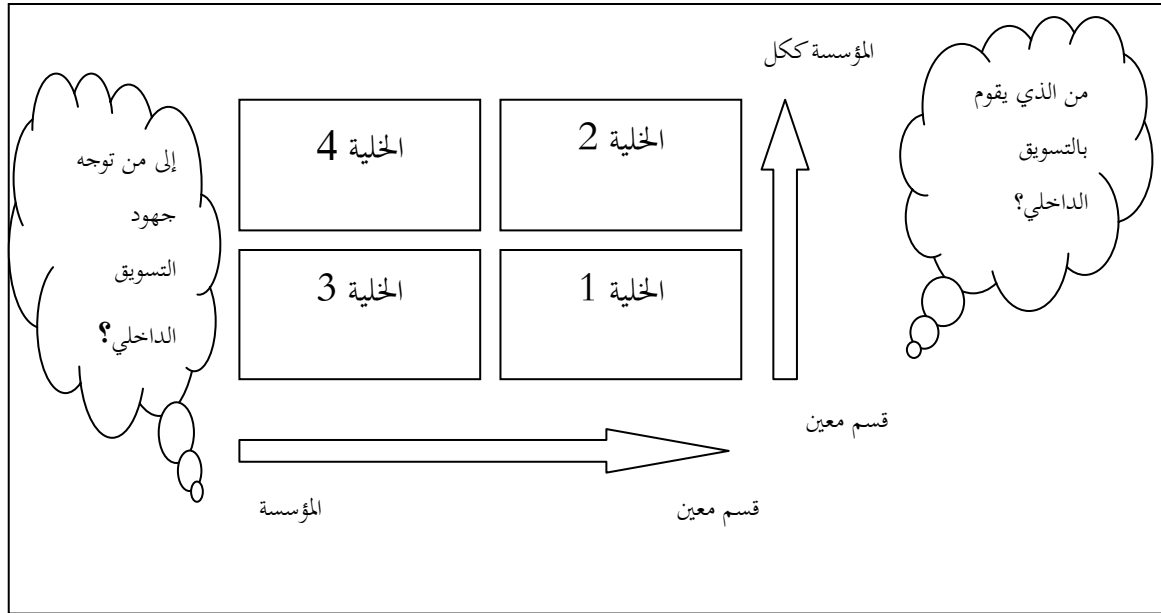 المؤسسة ككل
من الذي يقوم
بالتسويق
الداخلي؟
إلى من توجه
جهود
التسويق
الداخلي؟
الخلية 2
الخلية 4
الخلية 1
الخلية 3
قسم معين
قسم معين
المؤسسة